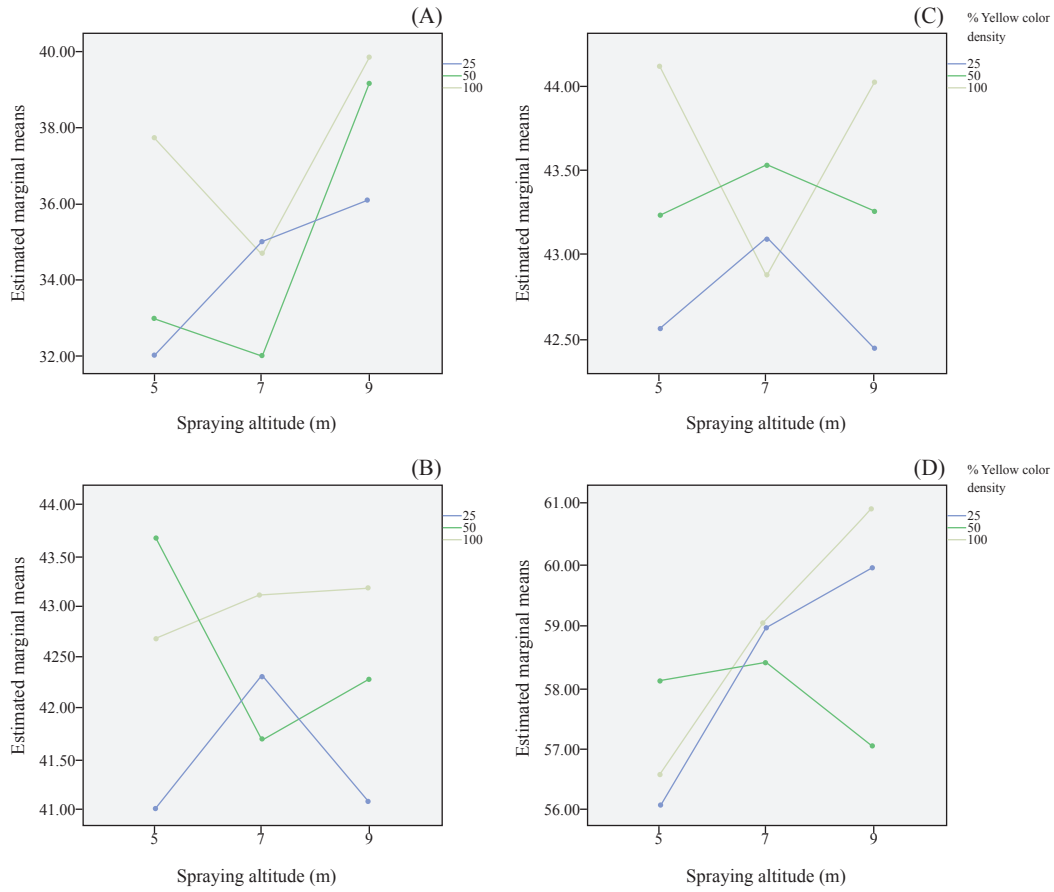 (A)
Estimated marginal means
40.00
38.00
36.00
34.00
32.00
5 7 9
Spraying altitude (m)
25
50
100
(C)
% Yellow color
density
Estimated marginal means
44.00
43.50
43.00
42.50
5 7 9
Spraying altitude (m)
25
50
100
(B)
Estimated marginal means
44.00
43.50
43.00
4250
42.00
41.50
41.00
5 7 9
Spraying altitude (m)
25
50
100
(D)
% Yellow color
density
Estimated marginal means
61.00
60.00
59.00
58.00
57.00
56.00
5 7 9
Spraying altitude (m)
25
50
100